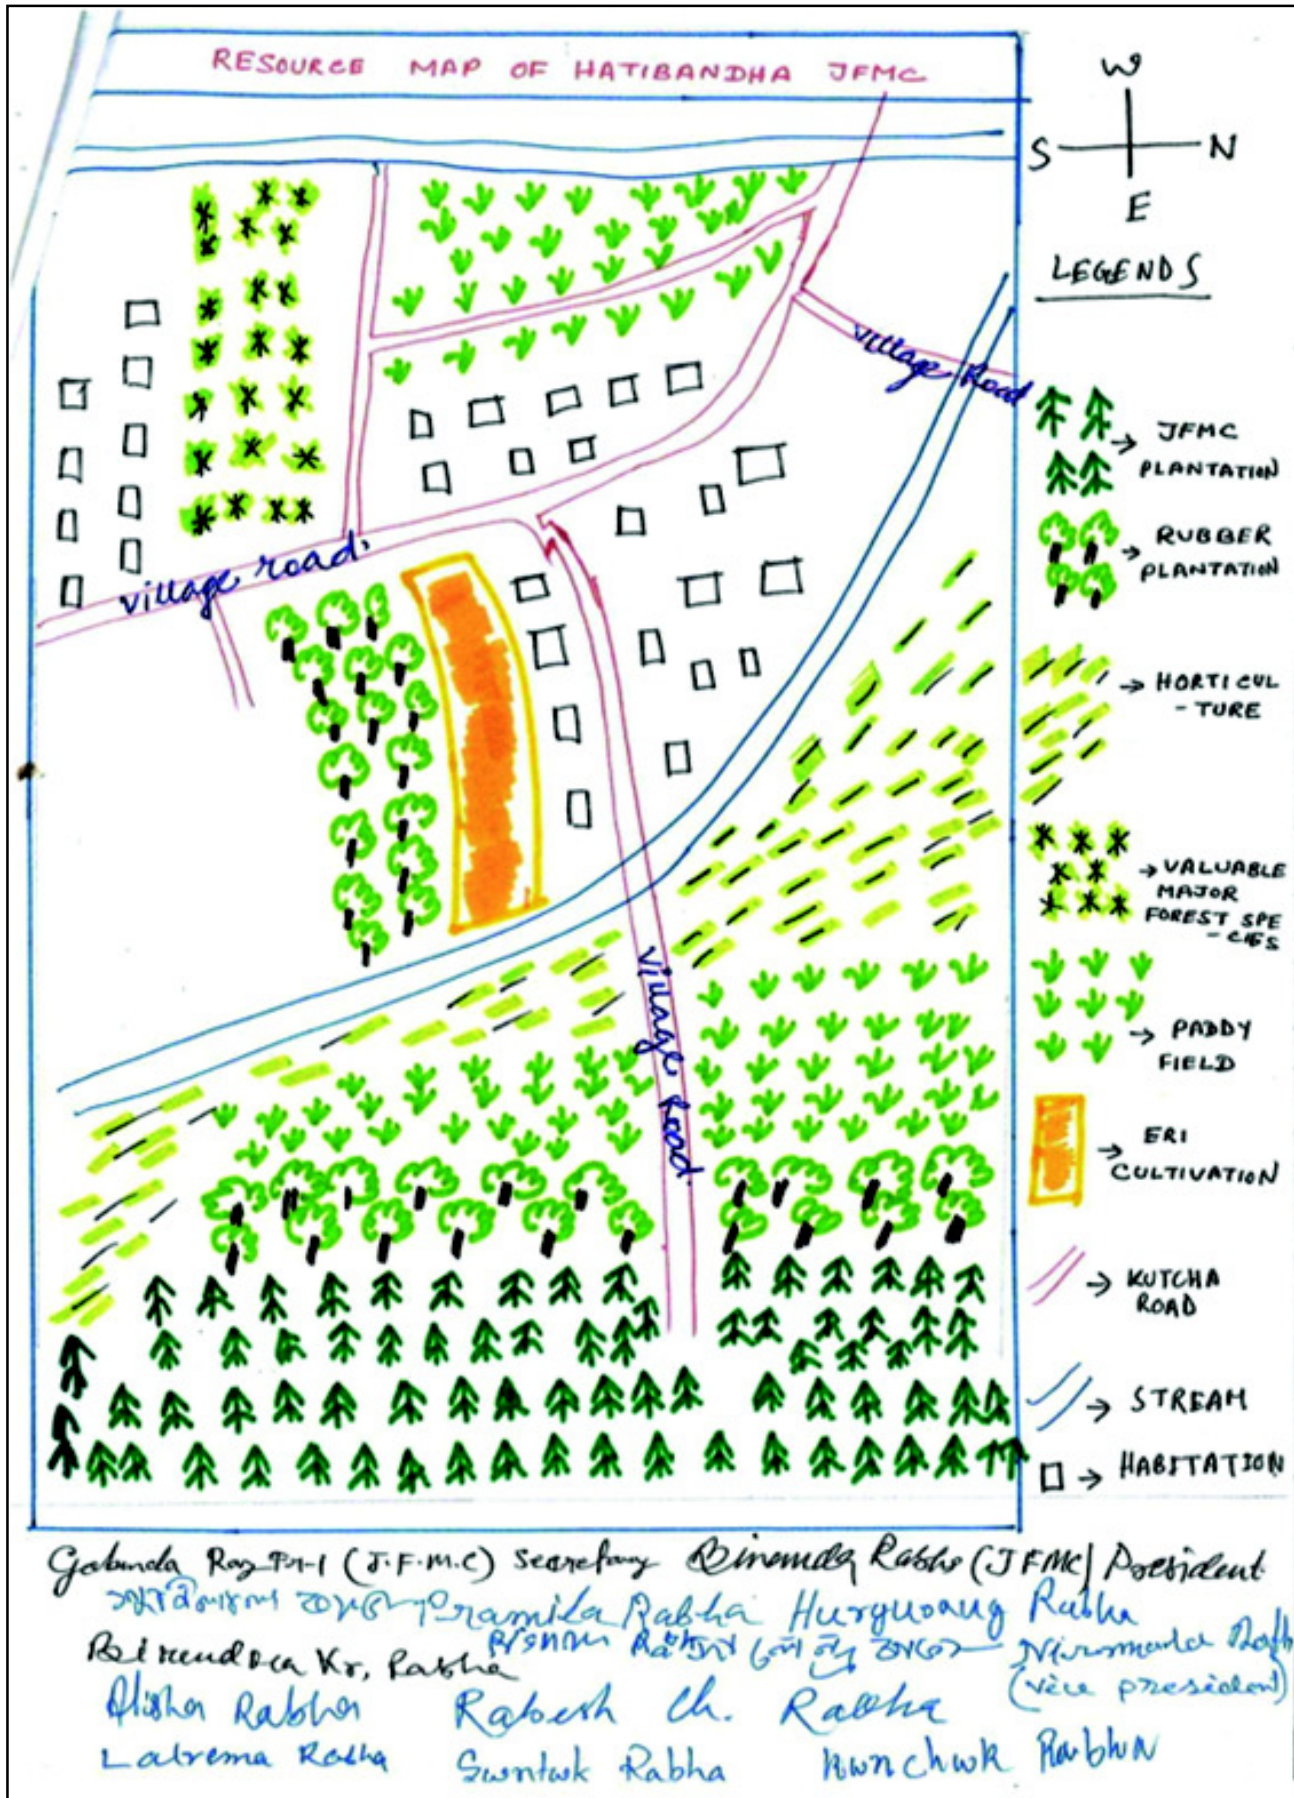 RESOURCE MAP OF HATIBANDHA JFMC
W
S N
E
LEGENDS
village Road
JFMC
PLANTATION
RUBBER
PLANTATION
village road.
HORTICUL
- TURE
VALUABLE
MAJOR
FOREST SPE
- CIES
village Road
PADDY
FIELD
ERI
CULTIVATION
KUTCHA
ROAD
STREAM
HABITATION
(J.F.M.C) Secretary Rabha (JFMC) President
Pramila Rabha Rabha
Kr, Rabha
(vice president)
Alisha Rabha Rakesh Ch. Rabha
Rabha Rabha